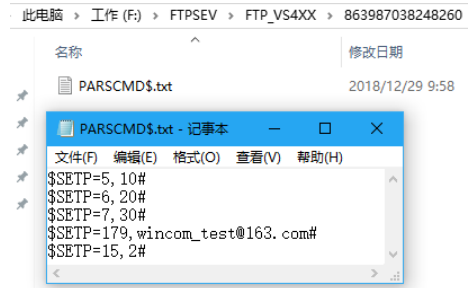 此电脑 > 工作 (F:) > FTPSEV > FTP_VS4XX > 863987038248260
名称 修改日期
PARSCMD$.txt 2018/12/29 9:58
PARSCMD$.txt - 记事本
文件(F) 编辑(E) 格式(O) 查看(V) 帮助(H)
$SETP=5,10#
$SETP=6,20#
$SETP=7,30#
$SETP=179,wincom_test@163.com#
$SETP=15,2#